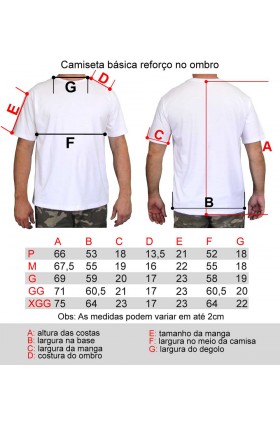 Camiseta básica reforço no ombro
G
D
E
F
C
A
B
A B C D E F G
P 66 53 18 13,5 21 52 18
M 67,5 55 19 16 22 55 18
G 69 59 20 17 23 59 18
GG 71 60,5 21 17 23 60,5 20
XGG 75 64 23 17 24 64 22
Obs: As medidas podem variar em até 2cm
A: altura das costas
B: largura na base
C: largura da manga
D: costura do ombro
E: tamanho da manga
F: largura no meio da camisa
G: largura do degolo